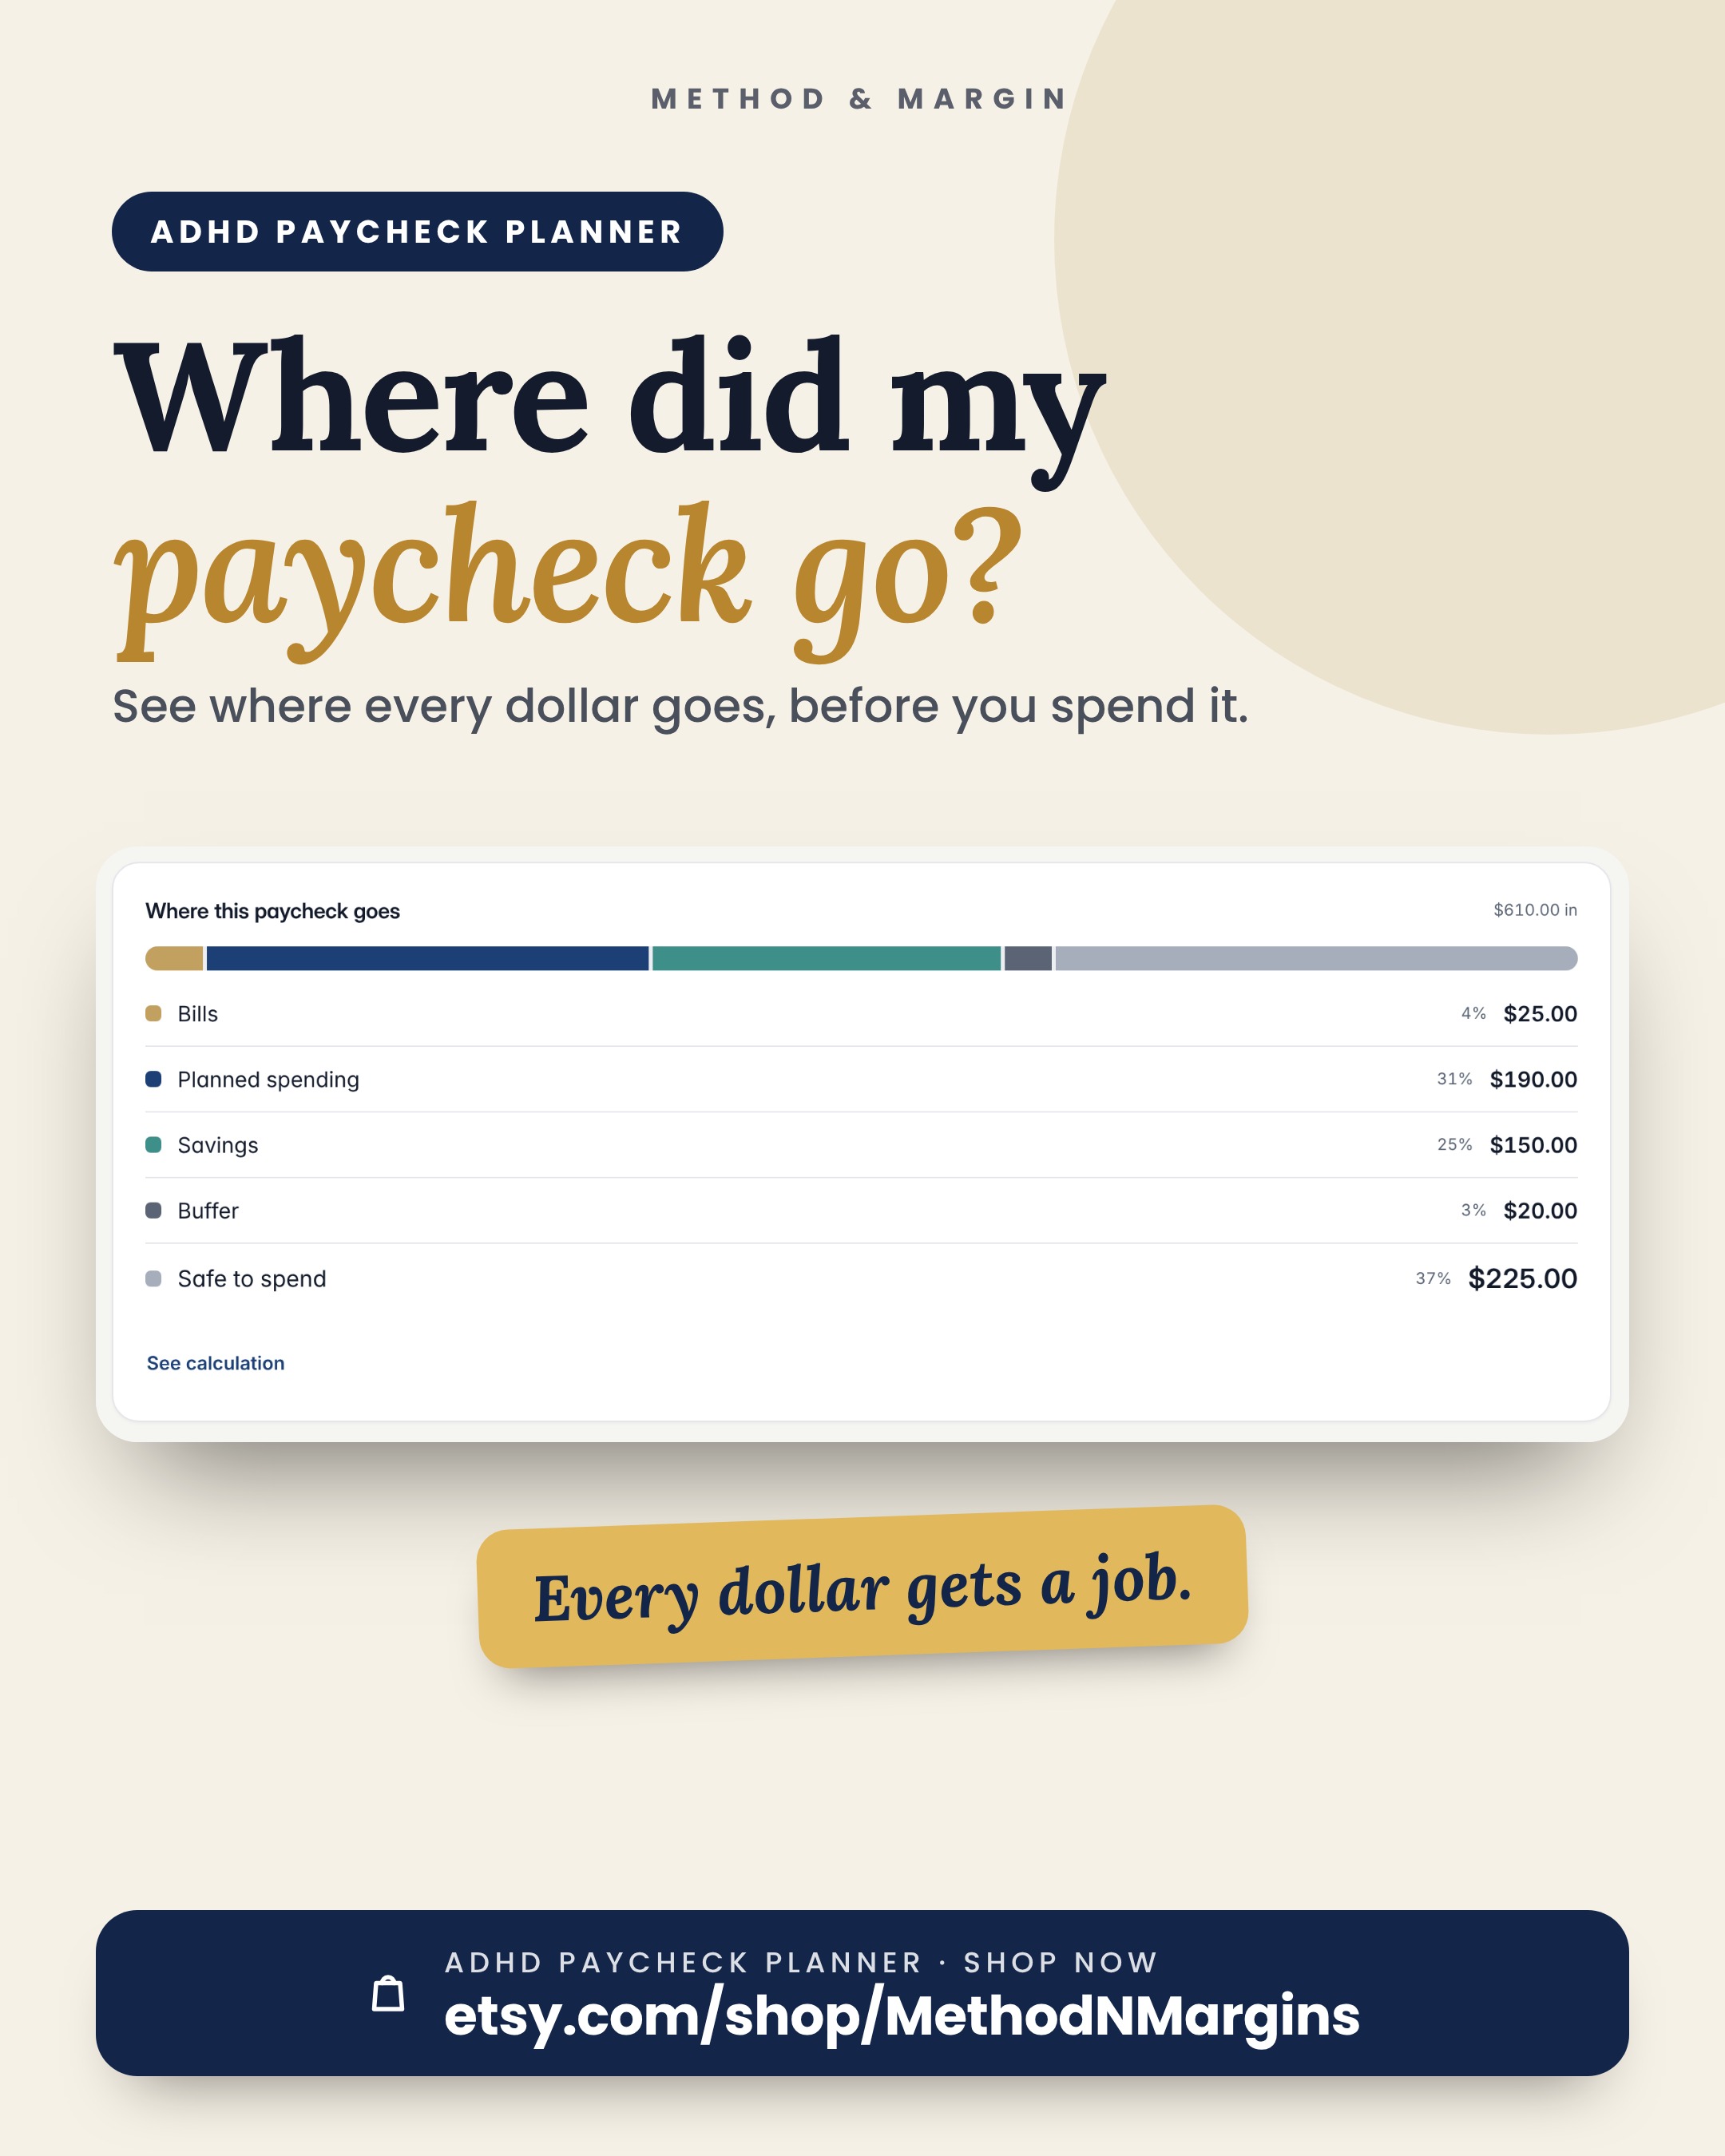 METHOD & MARGIN
ADHD PAYCHECK PLANNER
Where did my
paycheck go?
See where every dollar goes, before you spend it.
Where this paycheck goes $610.00 in
Bills 4% $25.00
Planned spending 31% $190.00
Savings 25% $150.00
Buffer 3% $20.00
Safe to spend 37% $225.00
See calculation
Every dollar gets a job.
ADHD PAYCHECK PLANNER · SHOP NOW
etsy.com/shop/MethodNMargins